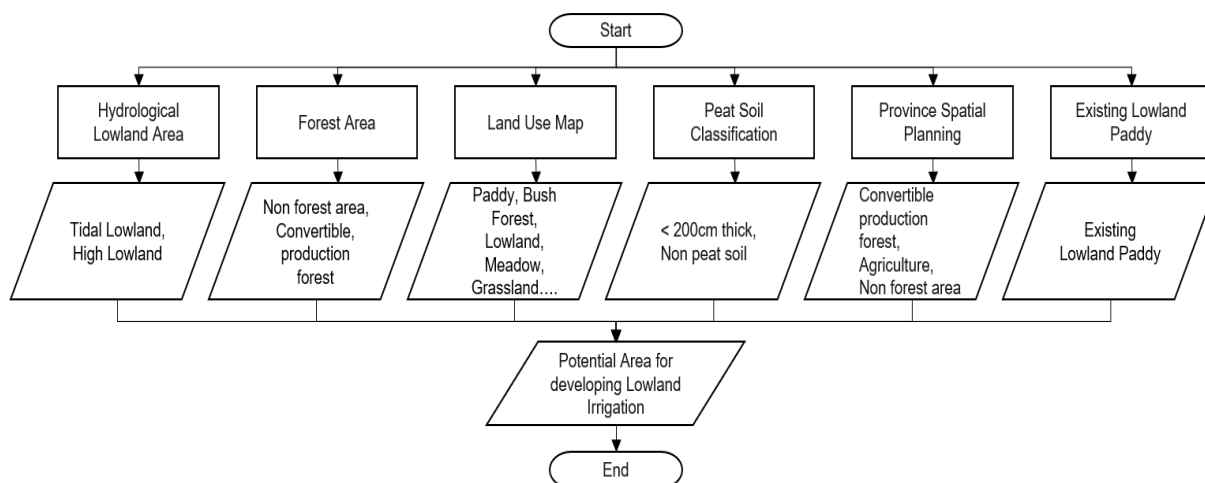 Start
Hydrological
Lowland Area
Forest Area
Land Use Map
Peat Soil
Classification
Province Spatial
Planning
Existing Lowland
Paddy
Tidal Lowland,
High Lowland
Non forest area,
Convertible,
production
forest
Paddy, Bush
Forest,
Lowland,
Meadow,
Grassland....
< 200cm thick,
Non peat soil
Convertible
production
forest,
Agriculture,
Non forest area
Existing
Lowland Paddy
Potential Area for
developing Lowland
Irrigation
End